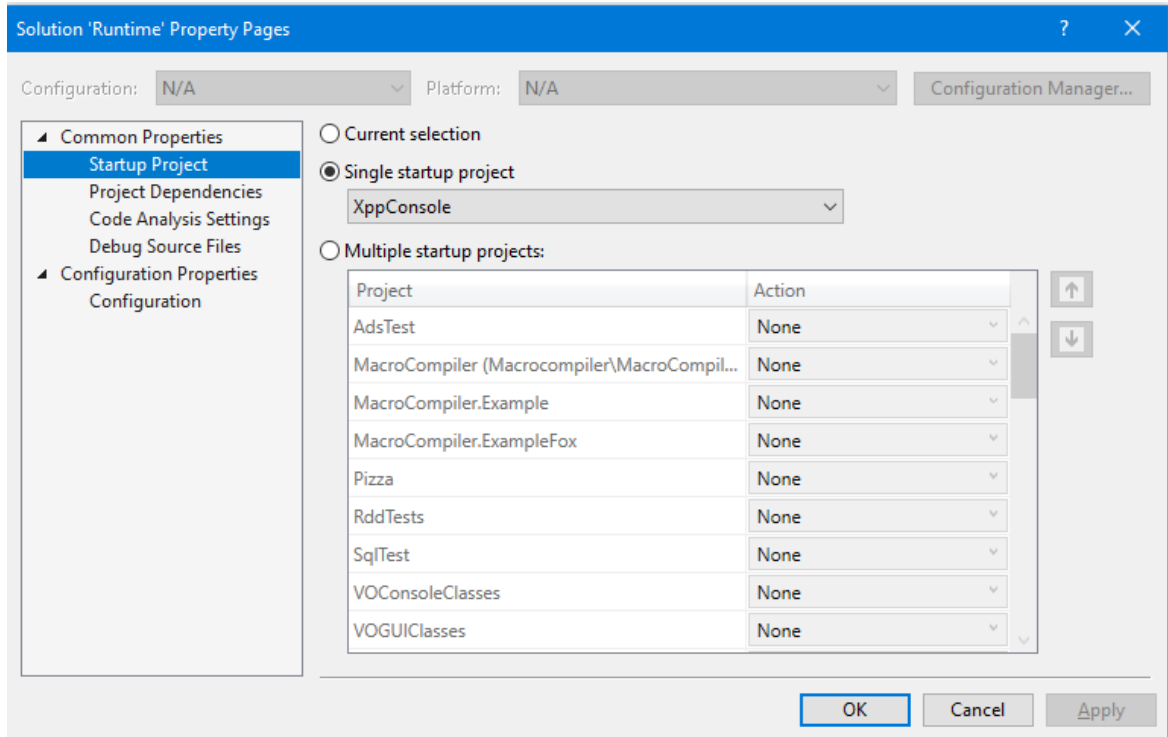 Solution 'Runtime' Property Pages
?
Configuration: N/A Platform: N/A Configuration Manager...
Common Properties
Startup Project
Project Dependencies
Code Analysis Settings
Debug Source Files
Configuration Properties
Configuration
Current selection
Single startup project
XppConsole
Multiple startup projects:
Project Action
AdsTest None
MacroCompiler (Macrocompiler\MacroCompil... None
MacroCompiler.Example None
MacroCompiler.ExampleFox None
Pizza None
RddTests None
SqlTest None
VOConsoleClasses None
VOGUIClasses None
OK Cancel Apply